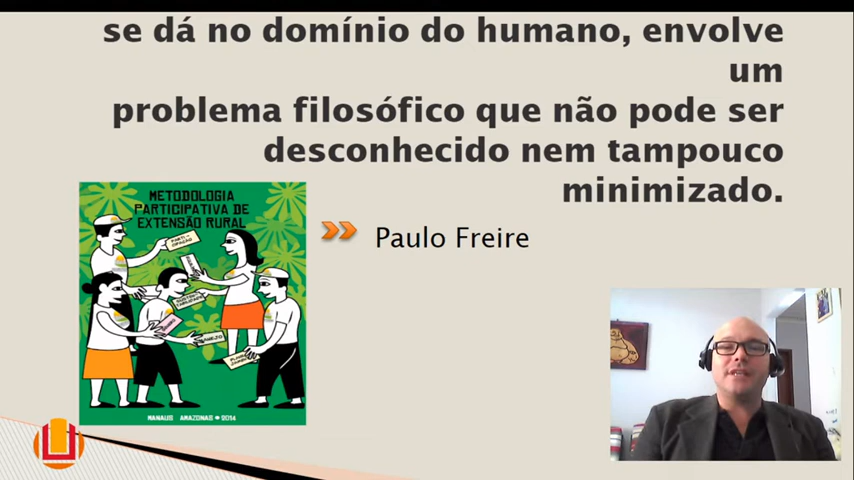 se dá no domínio do humano, envolve
um
problema filosófico que não pode ser
desconhecido nem tampouco
minimizado.
METODOLOGIA
PARTICIPATIVA DE
EXTENSÃO RURAL
Paulo Freire
MANAUS AMAZONAS • 2014